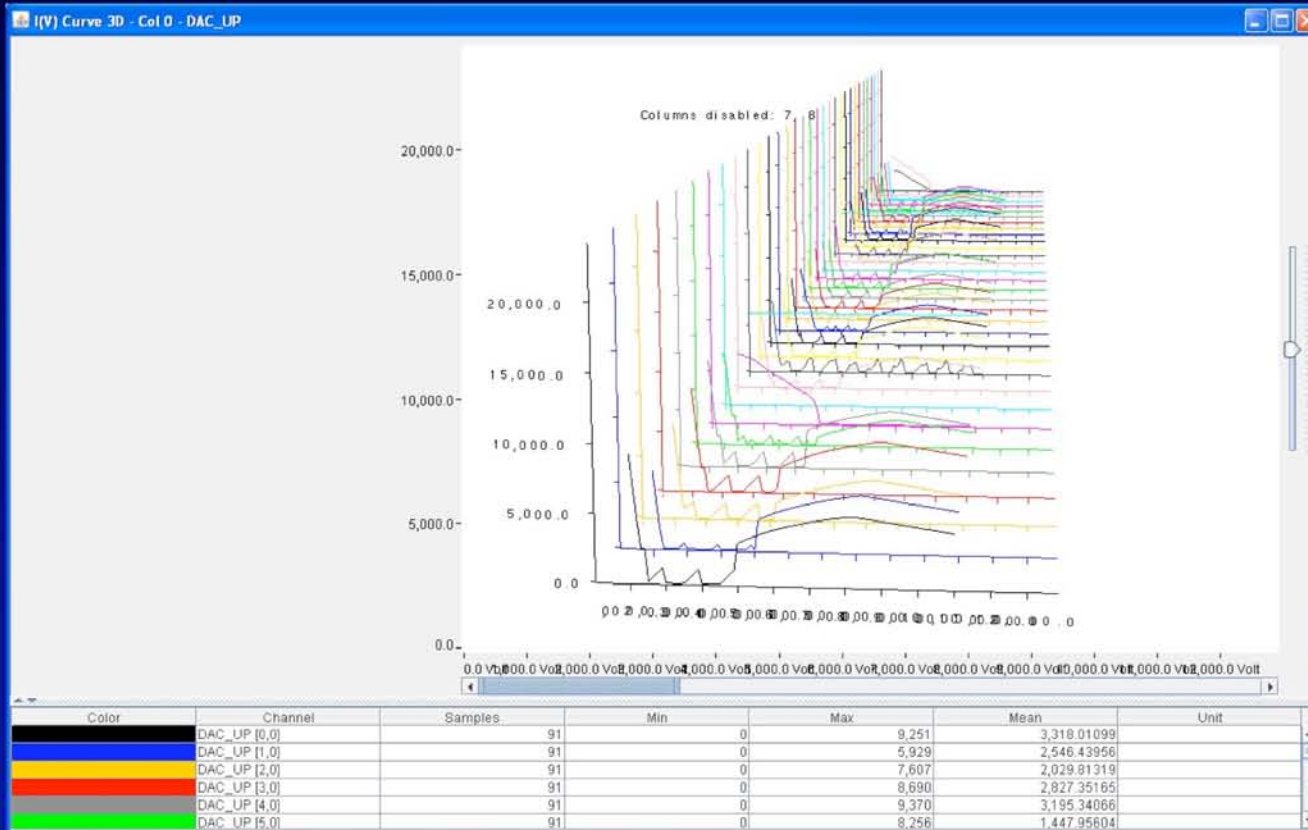 I(V) Curve 3D - Col 0 - DAC_UP
Columns disabled: 7, 8
20,000.0
15,000.0
10,000.0
5,000.0
0.0
20,000.0
15,000.0
10,000.0
5,000.0
0.0
Color Channel Samples Min Max Mean Unit
DAC_UP [0,0] 91 0 9,251 3,318.01099
DAC_UP [1,0] 91 0 5,929 2,546.43956
DAC_UP [2,0] 91 0 7,607 2,029.81319
DAC_UP [3,0] 91 0 8,690 2,827.35165
DAC_UP [4,0] 91 0 9,370 3,195.34066
DAC_UP [5,0] 91 0 8,256 1,447.95604